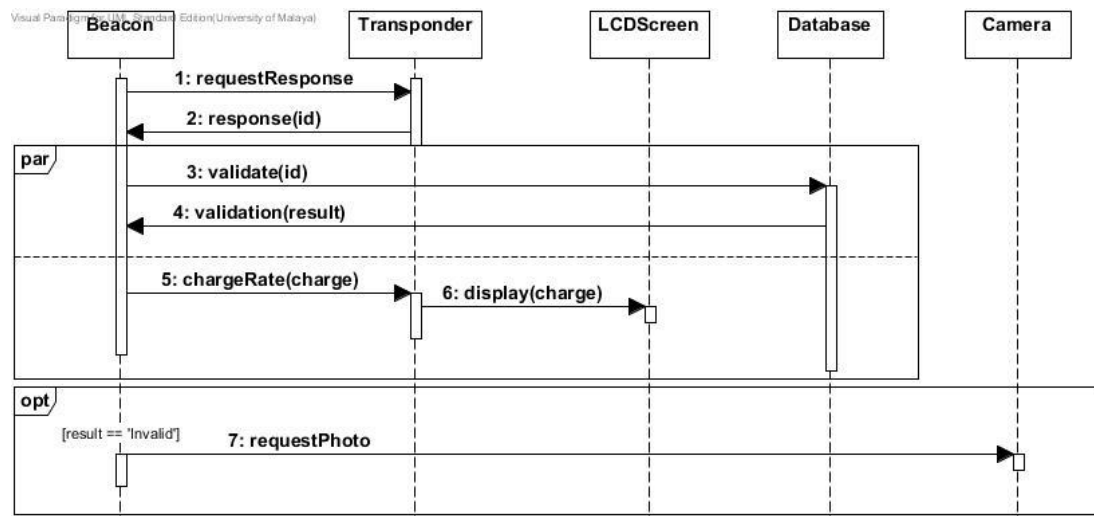 Visual Paradigm for UML Standard Edition(University of Malaya)
Beacon
Transponder
LCDScreen
Database
Camera
1: requestResponse
2: response(id)
par
3: validate(id)
4: validation(result)
5: chargeRate(charge)
6: display(charge)
opt
[result == 'Invalid']
7: requestPhoto